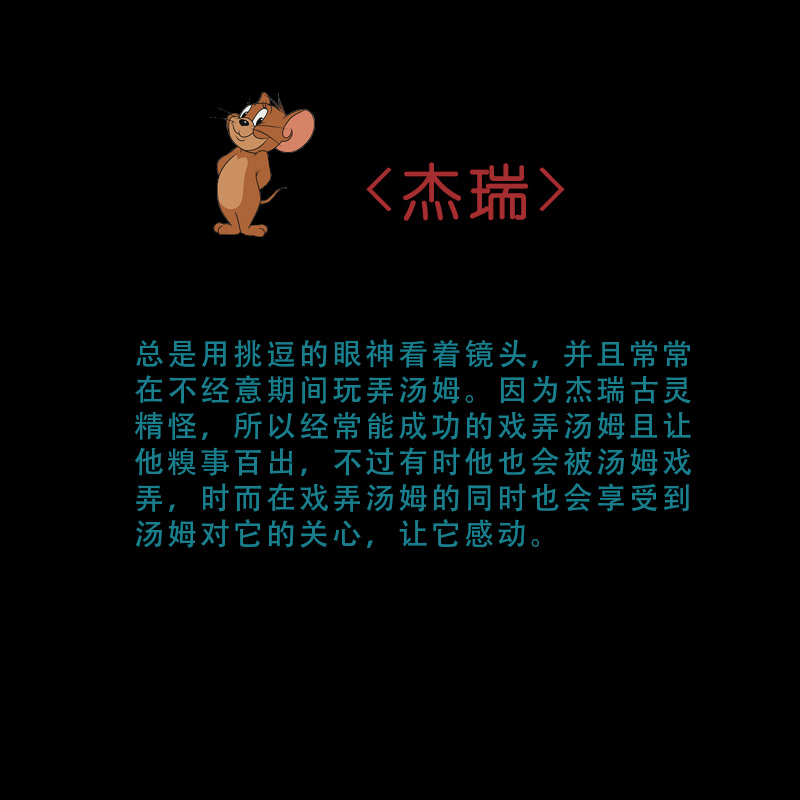 <杰瑞>
总是用挑逗的眼神看着镜头，并且常常
在不经意期间玩弄汤姆。因为杰瑞古灵
精怪，所以经常能成功的戏弄汤姆且让
他糗事百出，不过有时他也会被汤姆戏
弄，时而在戏弄汤姆的同时也会享受到
汤姆对它的关心，让它感动。